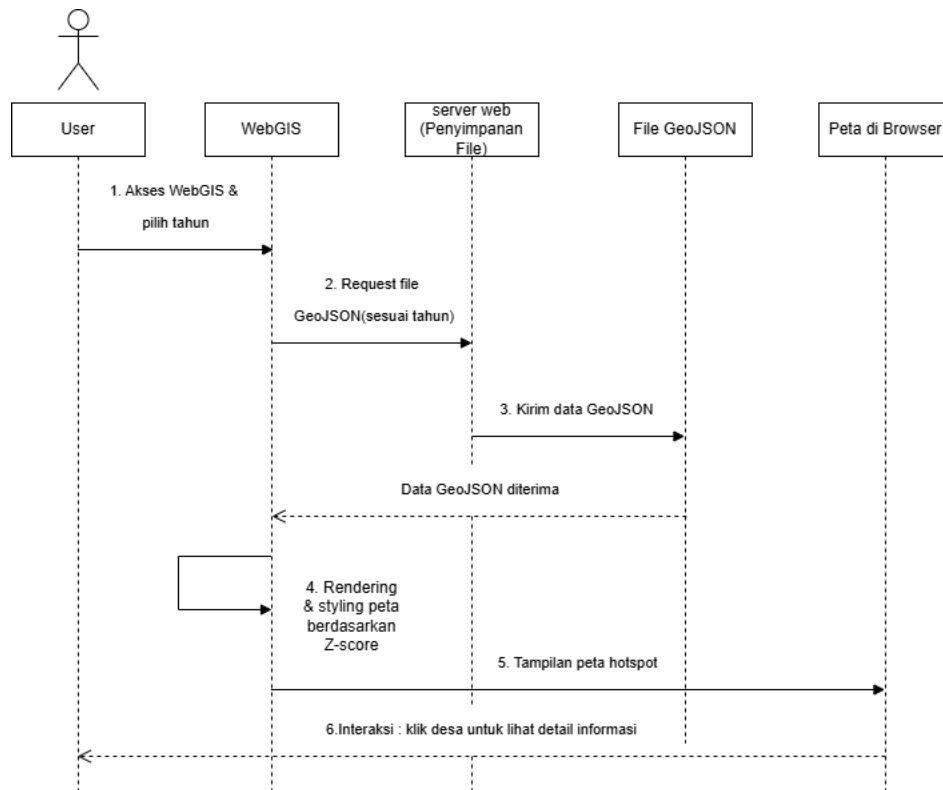 User
WebGIS
server web
(Penyimpanan
File)
File GeoJSON
Peta di Browser
1. Akses WebGIS &
pilih tahun
2. Request file
GeoJSON(sesuai tahun)
3. Kirim data GeoJSON
Data GeoJSON diterima
4. Rendering
& styling peta
berdasarkan
Z-score
5. Tampilan peta hotspot
6.Interaksi : klik desa untuk lihat detail informasi